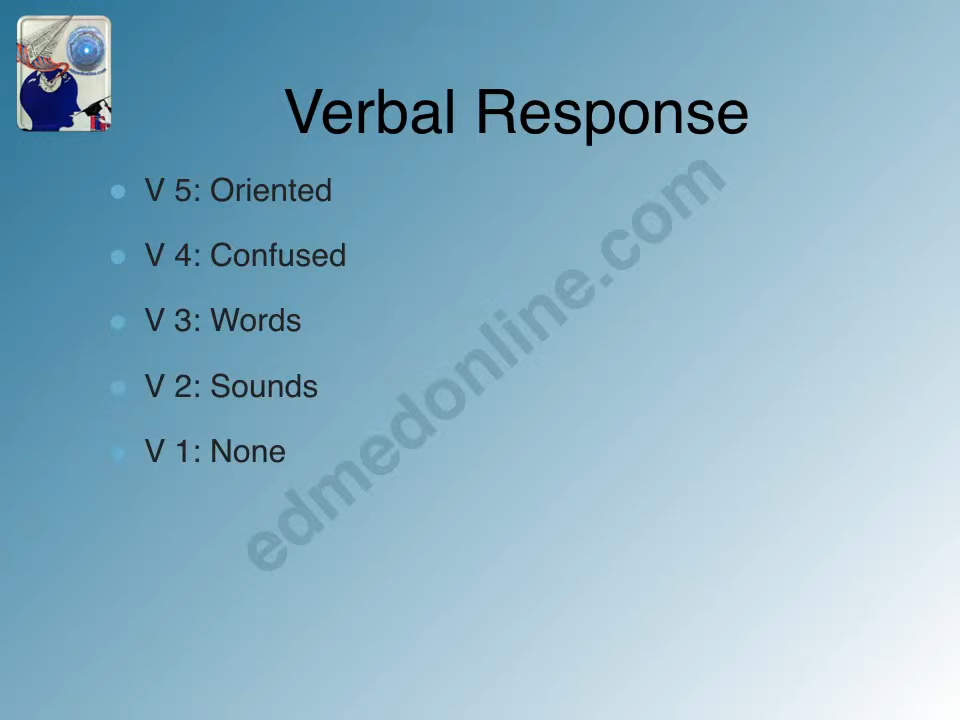 Verbal Response
V 5: Oriented
V 4: Confused
V 3: Words
V 2: Sounds
V 1: None
edmedonline.com